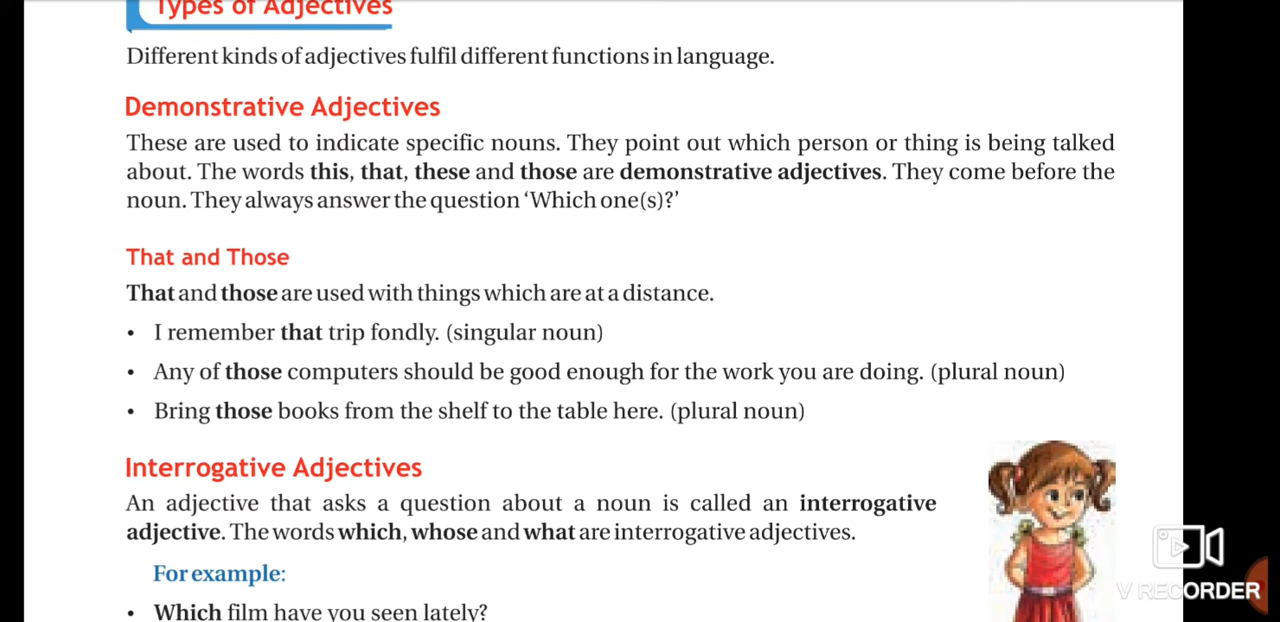 Types of Adjectives
Different kinds of adjectives fulfil different functions in language.
Demonstrative Adjectives
These are used to indicate specific nouns. They point out which person or thing is being talked
about. The words this, that, these and those are demonstrative adjectives. They come before the
noun. They always answer the question ‘Which one(s)?’
That and Those
That and those are used with things which are at a distance.
• I remember that trip fondly. (singular noun)
• Any of those computers should be good enough for the work you are doing. (plural noun)
• Bring those books from the shelf to the table here. (plural noun)
Interrogative Adjectives
An adjective that asks a question about a noun is called an interrogative
adjective. The words which, whose and what are interrogative adjectives.
For example:
• Which film have you seen lately?
V RECORDER